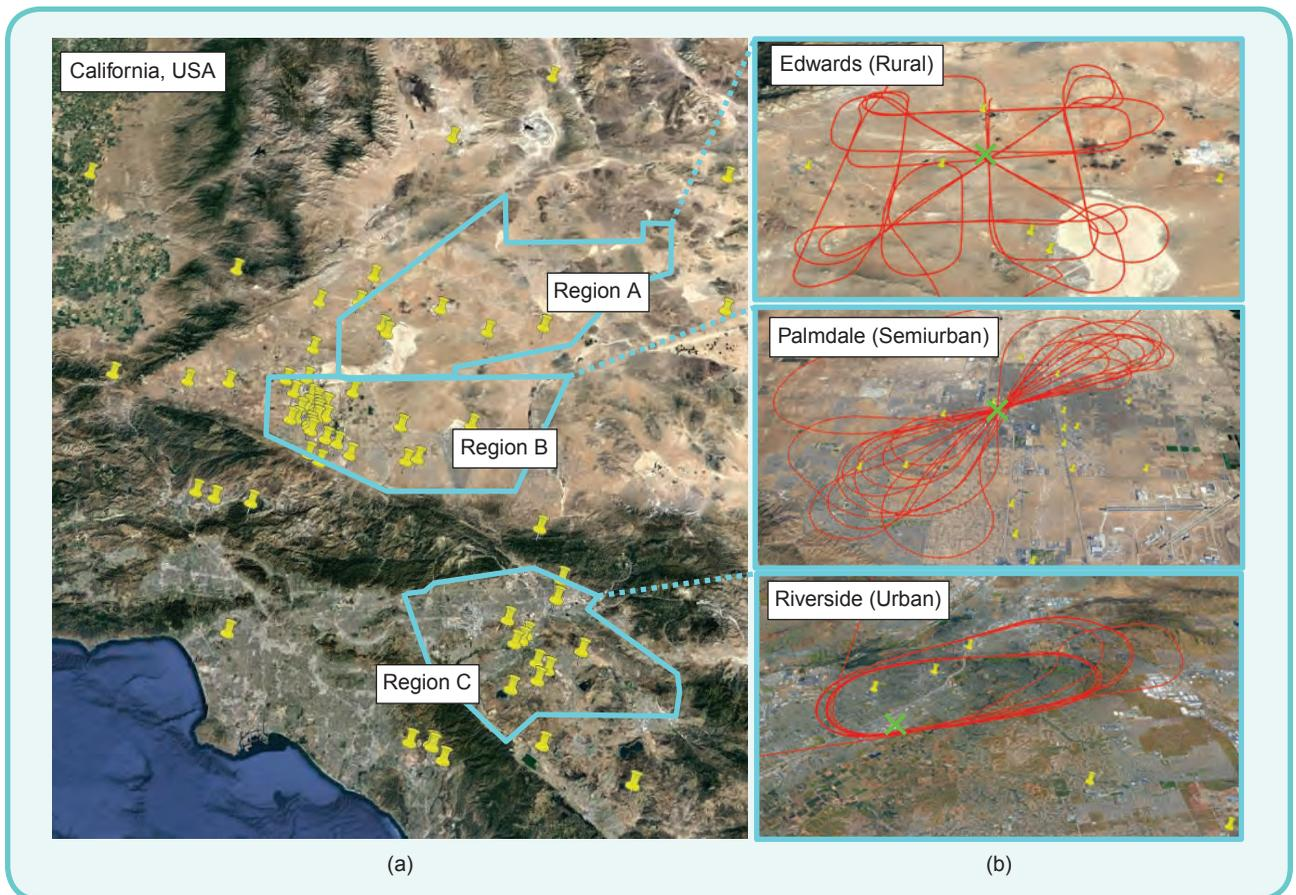 California, USA
Region A
Region B
Region C
(a)
Edwards (Rural)
Palmdale (Semiurban)
Riverside (Urban)
(b)